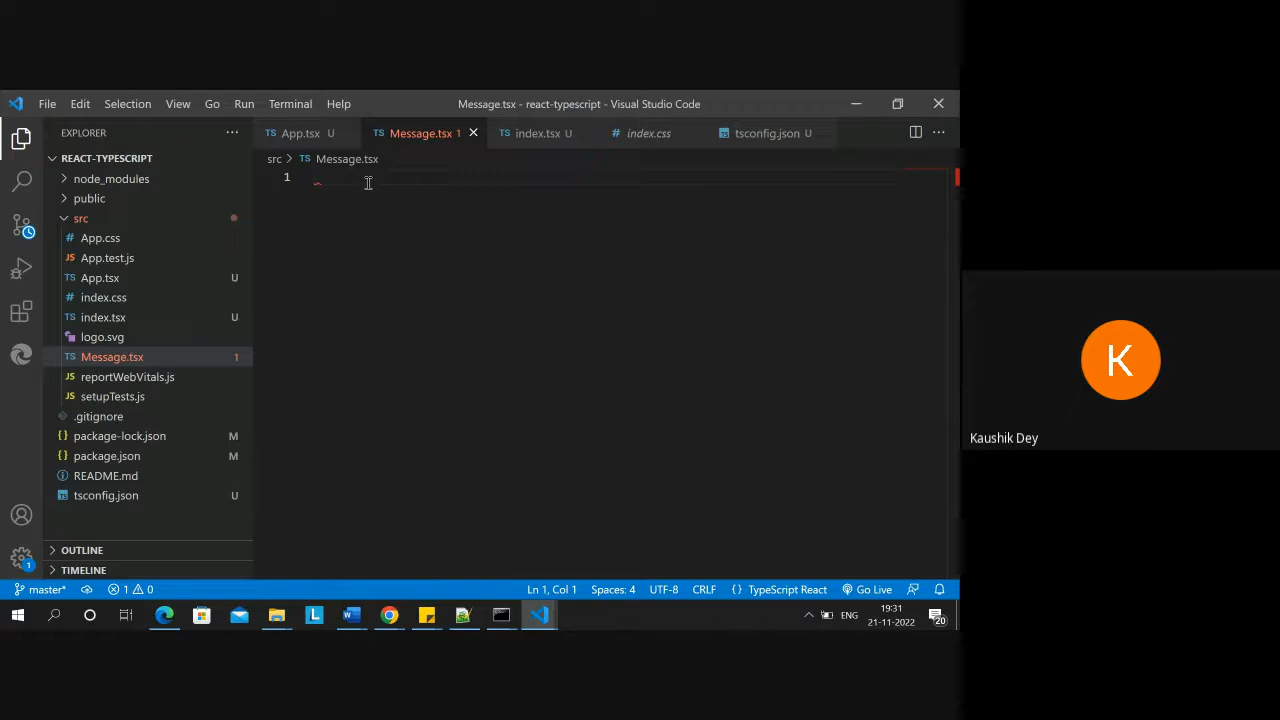 File Edit Selection View Go Run Terminal Help
Message.tsx - react-typescript - Visual Studio Code
EXPLORER
TS App.tsx U
TS Message.tsx 1
TS index.tsx U
# index.css
tsconfig.json U
REACT-TYPESCRIPT
src > TS Message.tsx
1
node_modules
public
src
# App.css
JS App.test.js
TS App.tsx U
# index.css
TS index.tsx U
logo.svg
TS Message.tsx 1
JS reportWebVitals.js
JS setupTests.js
.gitignore
{} package-lock.json M
{} package.json M
README.md
tsconfig.json U
OUTLINE
TIMELINE
1
master* 1 0
Ln 1, Col 1 Spaces: 4 UTF-8 CRLF {} TypeScript React Go Live
L W
ENG
19:31
21-11-2022
20
K
Kaushik Dey